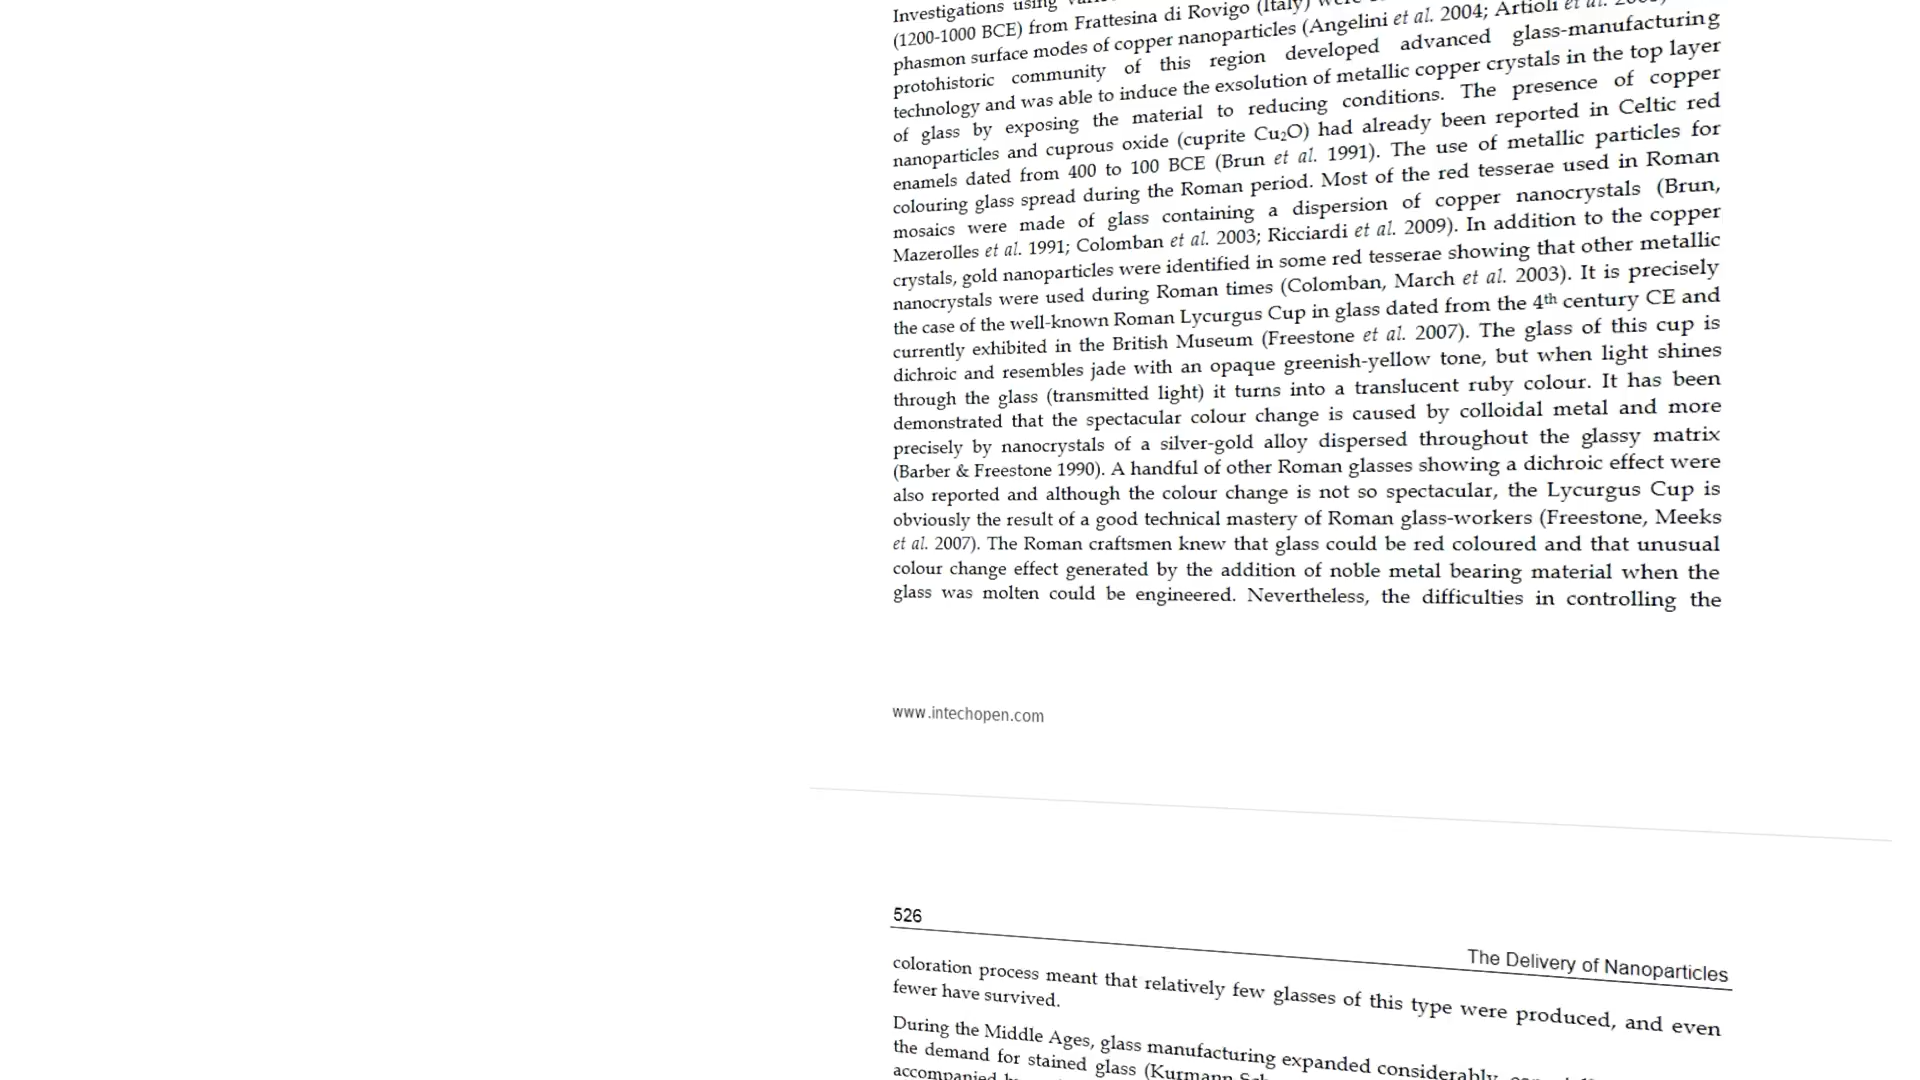 Investigations using
(1200-1000 BCE) from Frattesina di Rovigo (Italy) were
phasmon surface modes of copper nanoparticles (Angelini et al. 2004; Artioli et al.
protohistoric community of this region developed advanced glass-manufacturing
technology and was able to induce the exsolution of metallic copper crystals in the top layer
of glass by exposing the material to reducing conditions. The presence of copper
nanoparticles and cuprous oxide (cuprite Cu₂O) had already been reported in Celtic red
enamels dated from 400 to 100 BCE (Brun et al. 1991). The use of metallic particles for
colouring glass spread during the Roman period. Most of the red tesserae used in Roman
mosaics were made of glass containing a dispersion of copper nanocrystals (Brun,
Mazerolles et al. 1991; Colomban et al. 2003; Ricciardi et al. 2009). In addition to the copper
crystals, gold nanoparticles were identified in some red tesserae showing that other metallic
nanocrystals were used during Roman times (Colomban, March et al. 2003). It is precisely
the case of the well-known Roman Lycurgus Cup in glass dated from the 4th century CE and
currently exhibited in the British Museum (Freestone et al. 2007). The glass of this cup is
dichroic and resembles jade with an opaque greenish-yellow tone, but when light shines
through the glass (transmitted light) it turns into a translucent ruby colour. It has been
demonstrated that the spectacular colour change is caused by colloidal metal and more
precisely by nanocrystals of a silver-gold alloy dispersed throughout the glassy matrix
(Barber & Freestone 1990). A handful of other Roman glasses showing a dichroic effect were
also reported and although the colour change is not so spectacular, the Lycurgus Cup is
obviously the result of a good technical mastery of Roman glass-workers (Freestone, Meeks
et al. 2007). The Roman craftsmen knew that glass could be red coloured and that unusual
colour change effect generated by the addition of noble metal bearing material when the
glass was molten could be engineered. Nevertheless, the difficulties in controlling the
www.intechopen.com
526
The Delivery of Nanoparticles
coloration process meant that relatively few glasses of this type were produced, and even
fewer have survived.
During the Middle Ages, glass manufacturing expanded considerably,
the demand for stained glass (Kurmann
accompanied